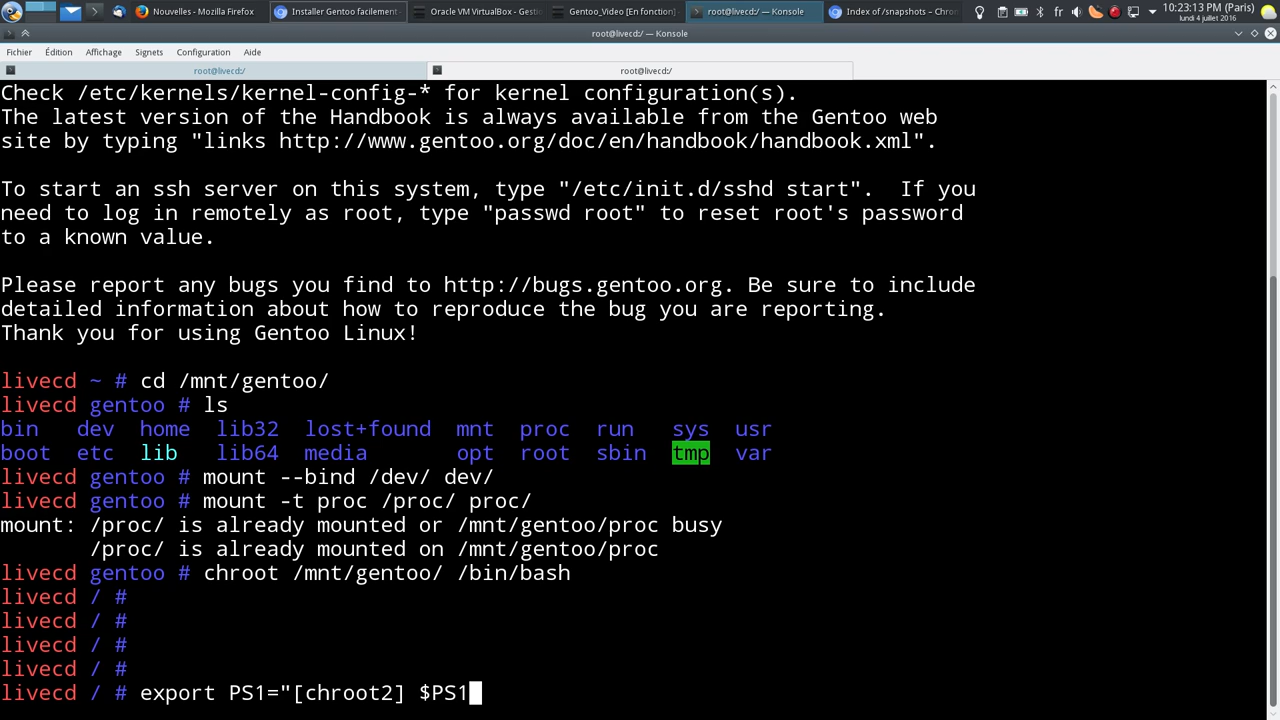 Nouvelles - Mozilla Firefox
Installer Gentoo facilement
Oracle VM VirtualBox - Gesti
Gentoo_Video [En fonction]
root@livecd:/ — Konsole
Index of /snapshots – Chro
fr
10:23:13 PM (Paris)
lundi 4 juillet 2016
root@livecd:/ — Konsole
Fichier Édition Affichage Signets Configuration Aide
root@livecd:/ root@livecd:/
Check /etc/kernels/kernel-config-* for kernel configuration(s).
The latest version of the Handbook is always available from the Gentoo web
site by typing "links http://www.gentoo.org/doc/en/handbook/handbook.xml".
To start an ssh server on this system, type "/etc/init.d/sshd start".  If you
need to log in remotely as root, type "passwd root" to reset root's password
to a known value.
Please report any bugs you find to http://bugs.gentoo.org. Be sure to include
detailed information about how to reproduce the bug you are reporting.
Thank you for using Gentoo Linux!
livecd ~ # cd /mnt/gentoo/
livecd gentoo # ls
bin dev home lib32 lost+found mnt proc run sys usr
boot etc lib lib64 media opt root sbin tmp var
livecd gentoo # mount --bind /dev/ dev/
livecd gentoo # mount -t proc /proc/ proc/
mount: /proc/ is already mounted or /mnt/gentoo/proc busy
/proc/ is already mounted on /mnt/gentoo/proc
livecd gentoo # chroot /mnt/gentoo/ /bin/bash
livecd / #
livecd / #
livecd / #
livecd / #
livecd / # export PS1="[chroot2] $PS1